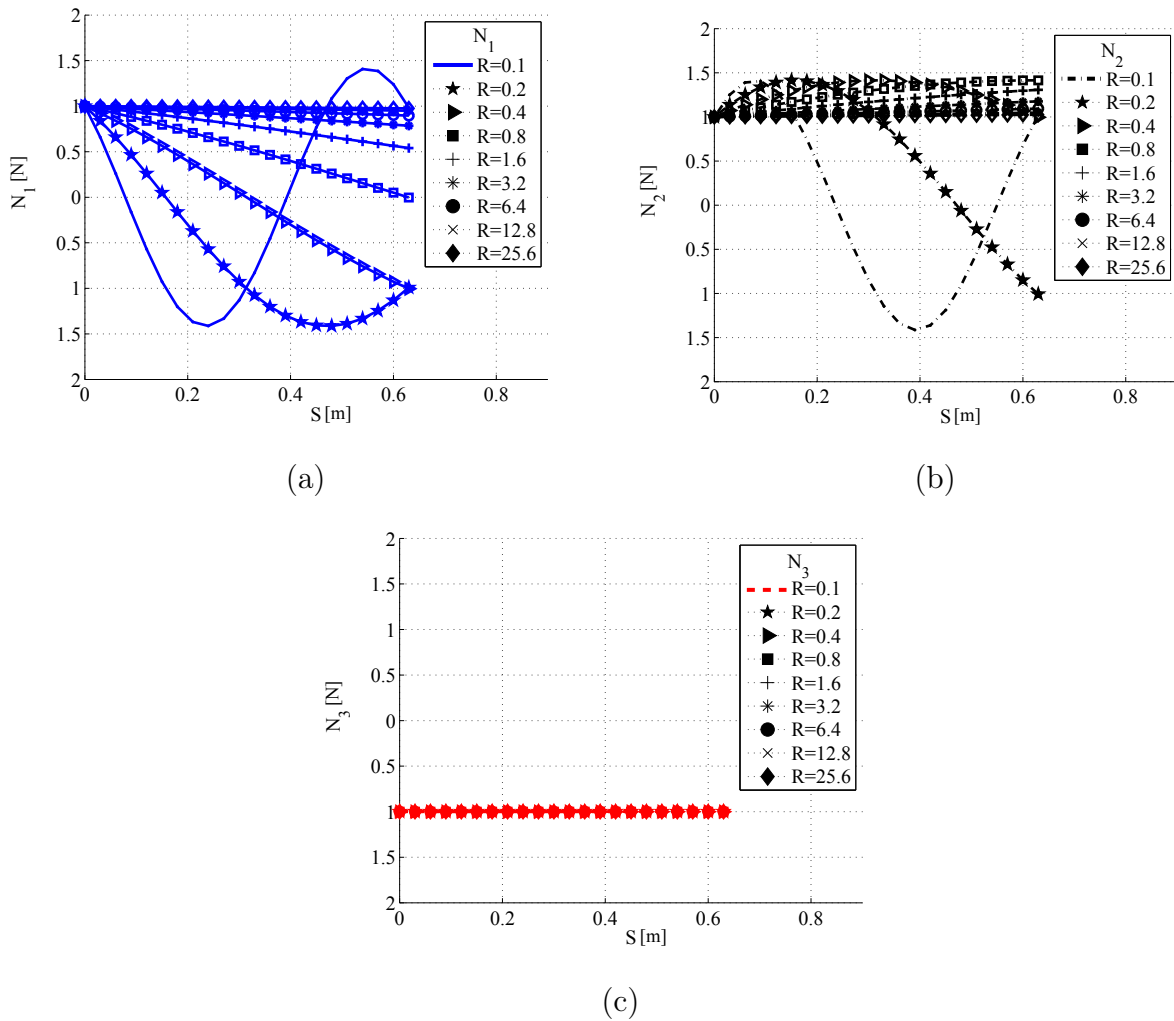 2
1.5
1
0.5
0
0.5
1
1.5
2
N1 [N]
0 0.2 0.4 0.6 0.8
S [m]
N1
R=0.1
R=0.2
R=0.4
R=0.8
R=1.6
R=3.2
R=6.4
R=12.8
R=25.6
(a)
2
1.5
1
0.5
0
0.5
1
1.5
2
N2 [N]
0 0.2 0.4 0.6 0.8
S [m]
N2
R=0.1
R=0.2
R=0.4
R=0.8
R=1.6
R=3.2
R=6.4
R=12.8
R=25.6
(b)
2
1.5
1
0.5
0
0.5
1
1.5
2
N3 [N]
0 0.2 0.4 0.6 0.8
S [m]
N3
R=0.1
R=0.2
R=0.4
R=0.8
R=1.6
R=3.2
R=6.4
R=12.8
R=25.6
(c)